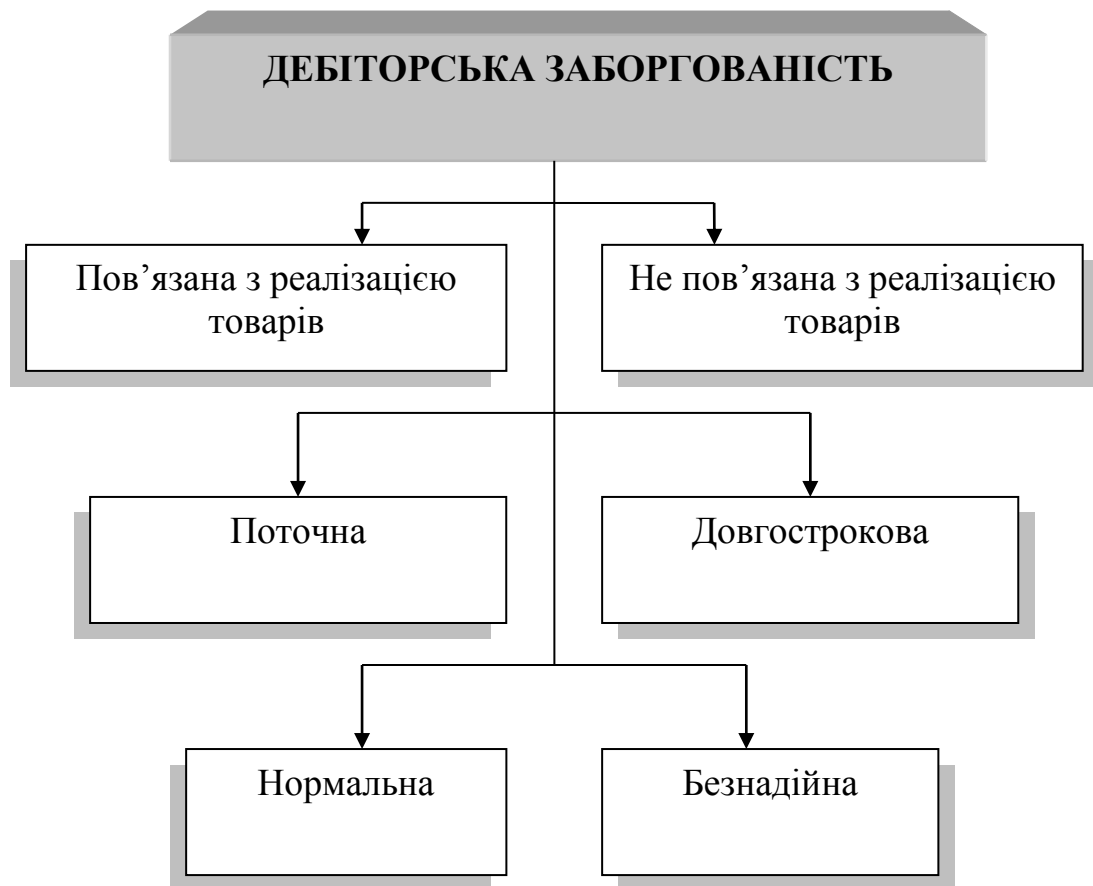 ДЕБІТОРСЬКА ЗАБОРГОВАНІСТЬ
Пов’язана з реалізацією
товарів
Не пов’язана з реалізацією
товарів
Поточна
Довгострокова
Нормальна
Безнадійна